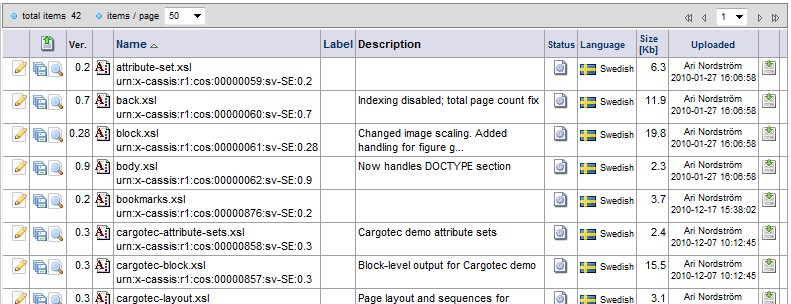 total items 42 items / page 50 1
Ver. Name Label Description Status Language Size [Kb] Uploaded
0.2 attribute-set.xsl Swedish 6.3 Ari Nordström
urn:x-cassis:r1:cos:00000059:sv-SE:0.2 2010-01-27 16:06:58
0.7 back.xsl Indexing disabled; total page count fix Swedish 11.9 Ari Nordström
urn:x-cassis:r1:cos:00000060:sv-SE:0.7 2010-01-27 16:06:58
0.28 block.xsl Changed image scaling. Added Swedish 19.8 Ari Nordström
urn:x-cassis:r1:cos:00000061:sv-SE:0.28 handling for figure g... 2010-01-27 16:06:58
0.9 body.xsl Now handles DOCTYPE section Swedish 2.3 Ari Nordström
urn:x-cassis:r1:cos:00000062:sv-SE:0.9 2010-01-27 16:06:58
0.2 bookmarks.xsl Swedish 3.7 Ari Nordström
urn:x-cassis:r1:cos:00000876:sv-SE:0.2 2010-12-17 15:38:02
0.3 cargotec-attribute-sets.xsl Cargotec demo attribute sets Swedish 2.4 Ari Nordström
urn:x-cassis:r1:cos:00000858:sv-SE:0.3 2010-12-07 10:12:45
0.3 cargotec-block.xsl Block-level output for Cargotec demo Swedish 15.5 Ari Nordström
urn:x-cassis:r1:cos:00000857:sv-SE:0.3 2010-12-07 10:12:45
0.3 cargotec-layout.xsl Page layout and sequences for Swedish 3.1 Ari Nordström